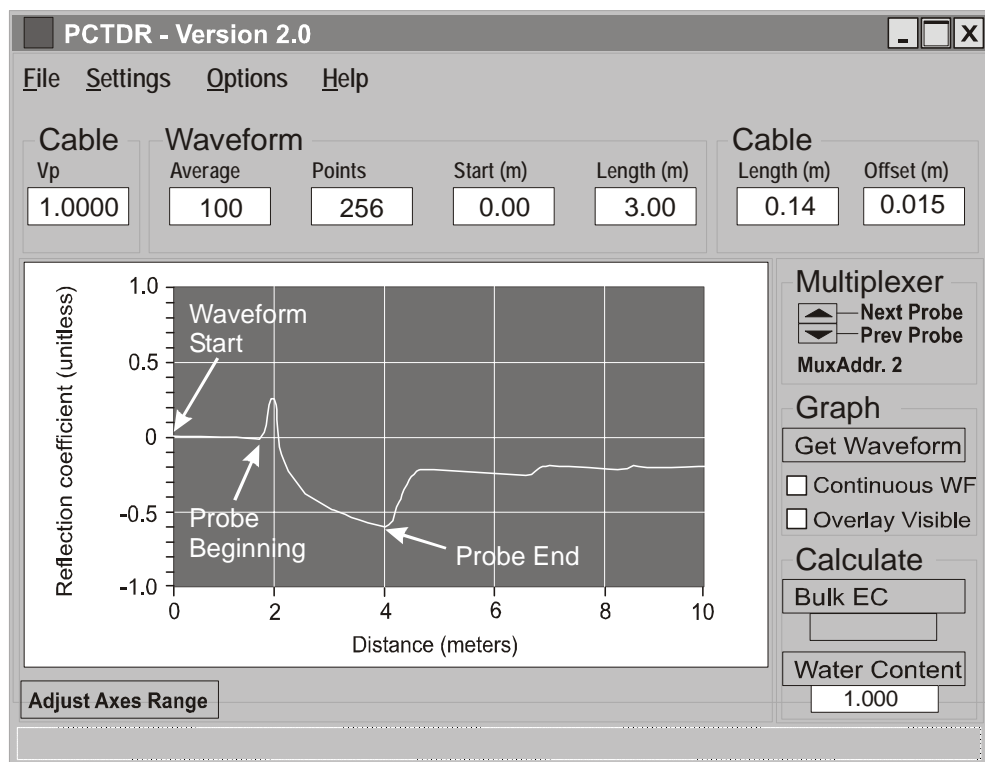 PCTDR - Version 2.0
File Settings Options Help
Cable
Vp
1.0000
Waveform
Average Points Start (m) Length (m)
100 256 0.00 3.00
Cable
Length (m) Offset (m)
0.14 0.015
Reflection coefficient (unitless)
1.0
0.5
0
-0.5
-1.0
Waveform
Start
Probe
Beginning
Probe End
0 2 4 6 8 10
Distance (meters)
Adjust Axes Range
Multiplexer
Next Probe
Prev Probe
MuxAddr. 2
Graph
Get Waveform
Continuous WF
Overlay Visible
Calculate
Bulk EC
Water Content
1.000